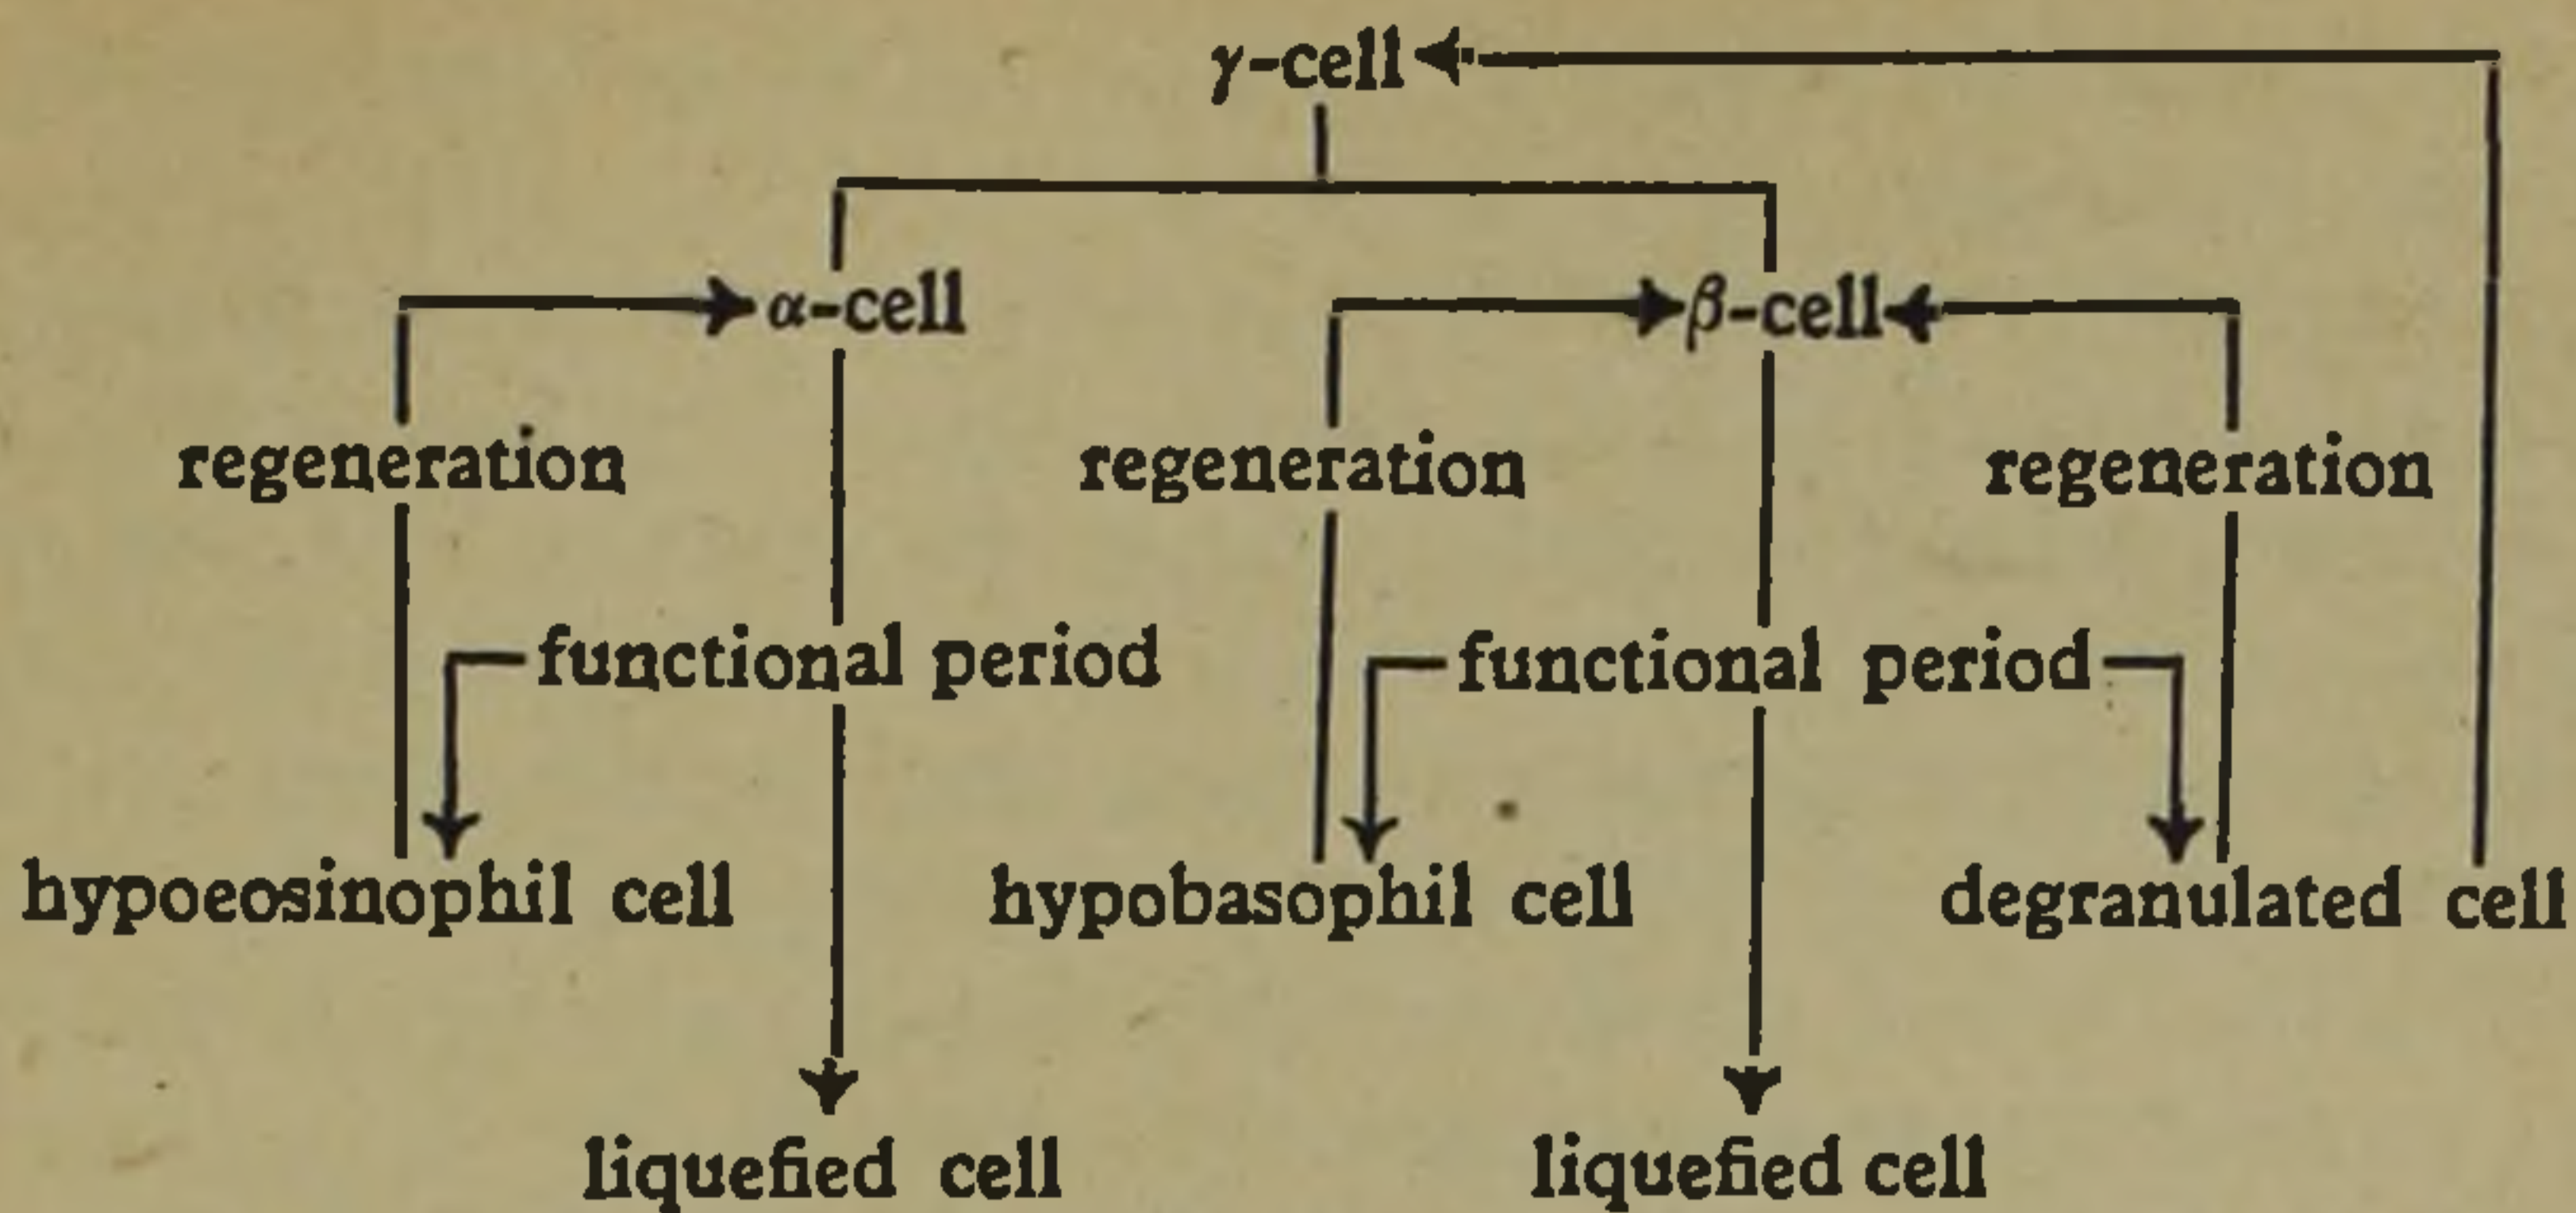 γ-cell
α-cell β-cell
regeneration regeneration regeneration
functional period functional period
hypoeosinophil cell hypobasophil cell degranulated cell
liquefied cell liquefied cell